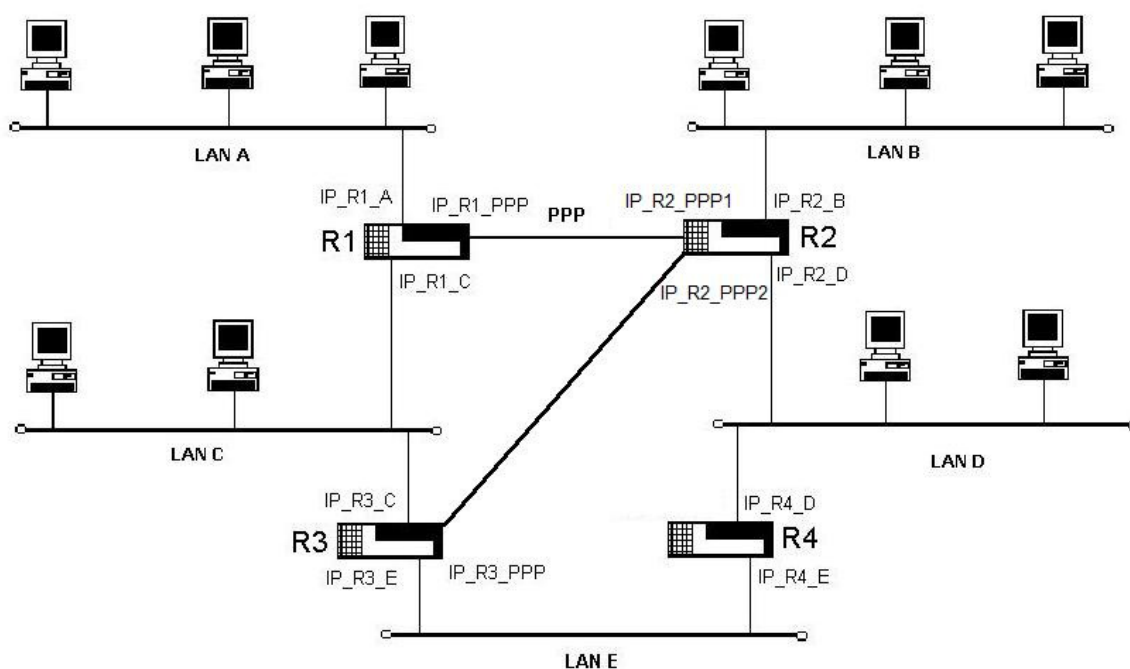 LAN A
LAN B
IP_R1_A
IP_R1_PPP
PPP
IP_R2_PPP1
IP_R2_B
R1
R2
IP_R1_C
IP_R2_PPP2
IP_R2_D
LAN C
LAN D
IP_R3_C
IP_R4_D
R3
R4
IP_R3_E
IP_R3_PPP
IP_R4_E
LAN E